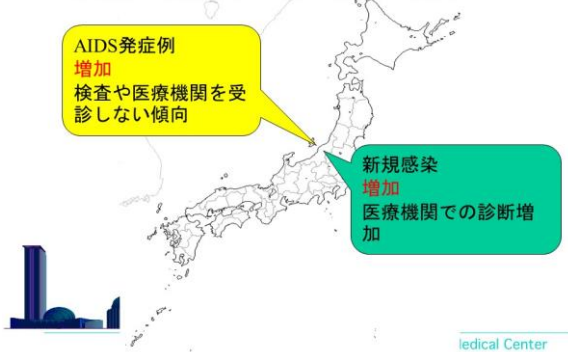 AIDS発症例
増加
検査や医療機関を受
診しない傾向
新規感染
増加
医療機関での診断増
加
Medical Center